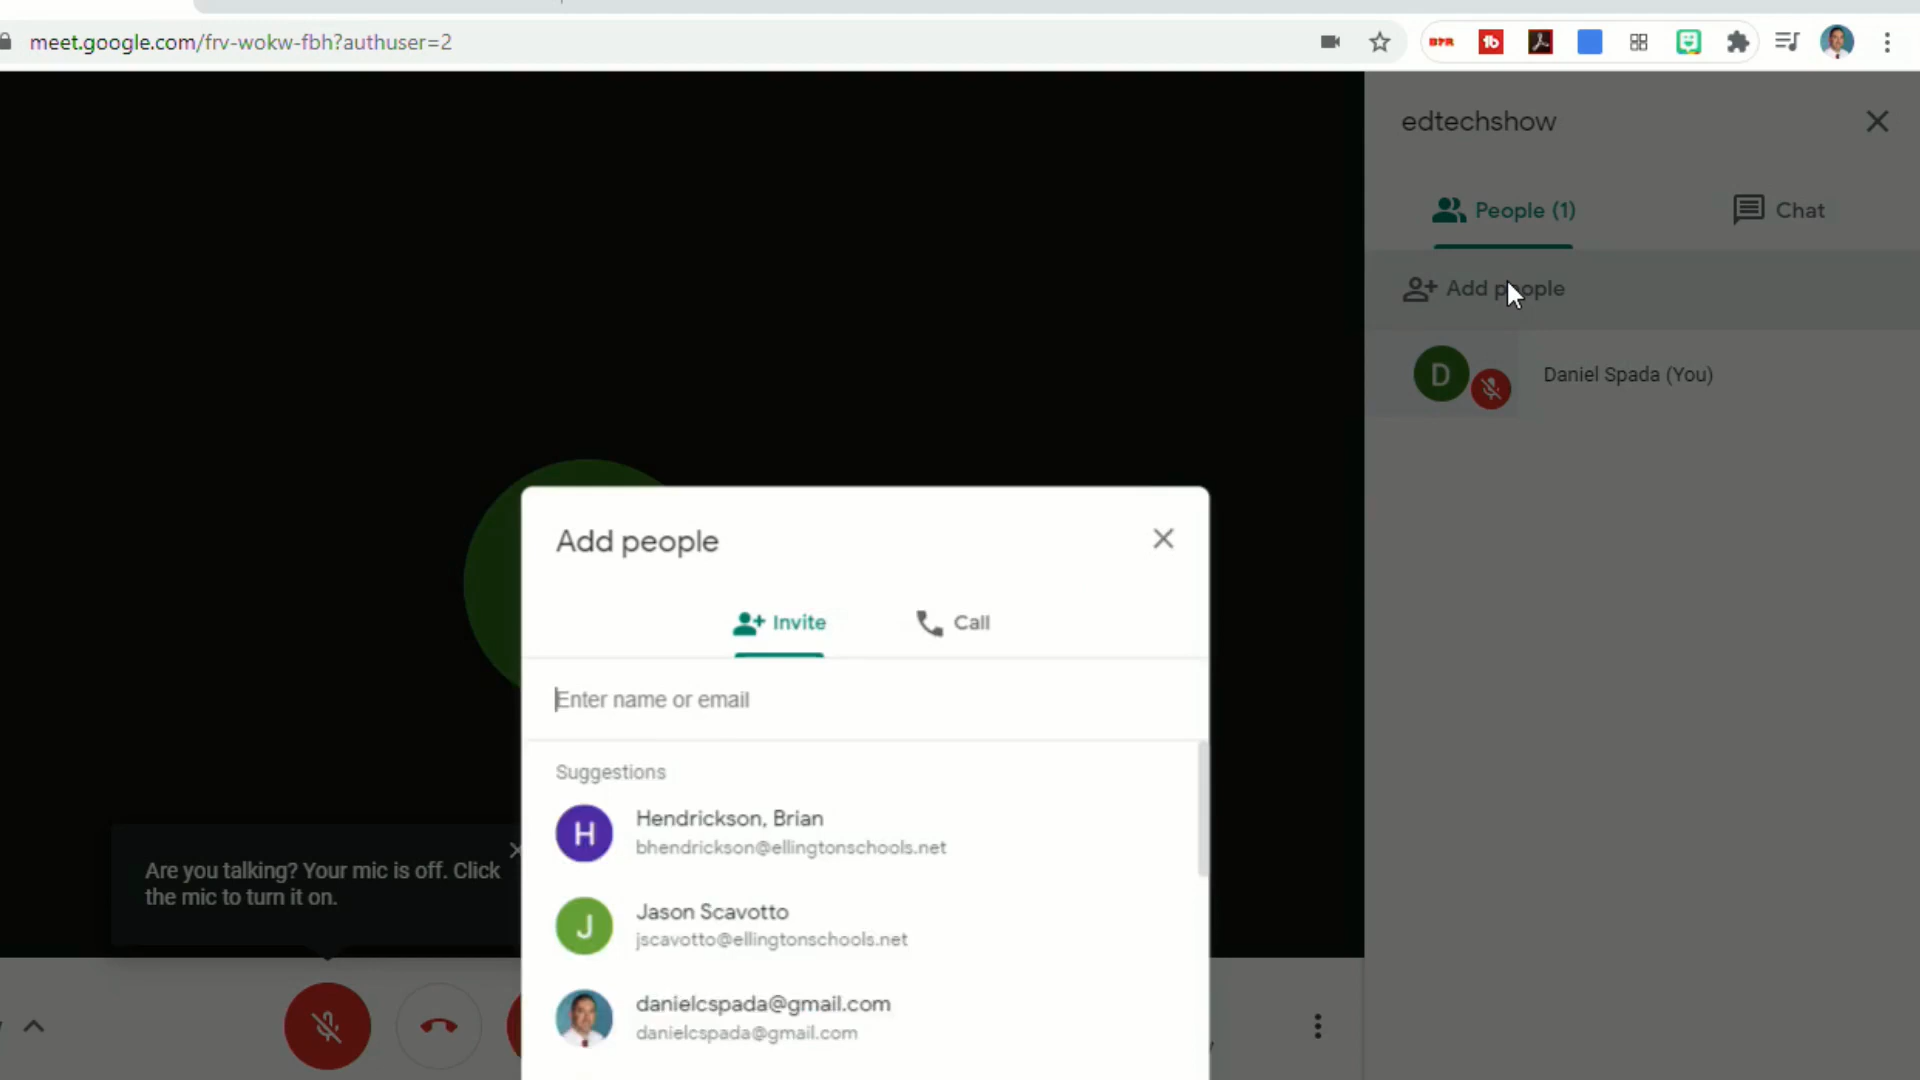 meet.google.com/frv-wokw-fbh?authuser=2
BPR
tb
edtechshow
People (1)
Chat
Add people
D
Daniel Spada (You)
Add people
Invite
Call
Enter name or email
Suggestions
H
Hendrickson, Brian
bhendrickson@ellingtonschools.net
J
Jason Scavotto
jscavotto@ellingtonschools.net
danielcspada@gmail.com
danielcspada@gmail.com
Are you talking? Your mic is off. Click
the mic to turn it on.